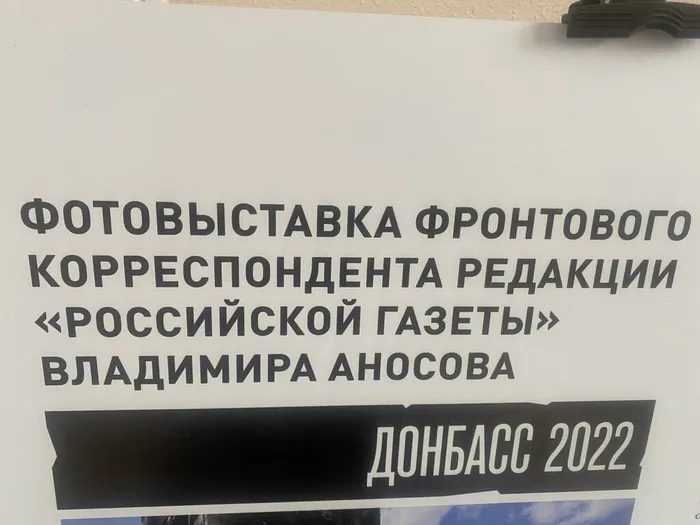 ФОТОВЫСТАВКА ФРОНТОВОГО
КОРРЕСПОНДЕНТА РЕДАКЦИИ
«РОССИЙСКОЙ ГАЗЕТЫ»
ВЛАДИМИРА АНОСОВА
ДОНБАСС 2022